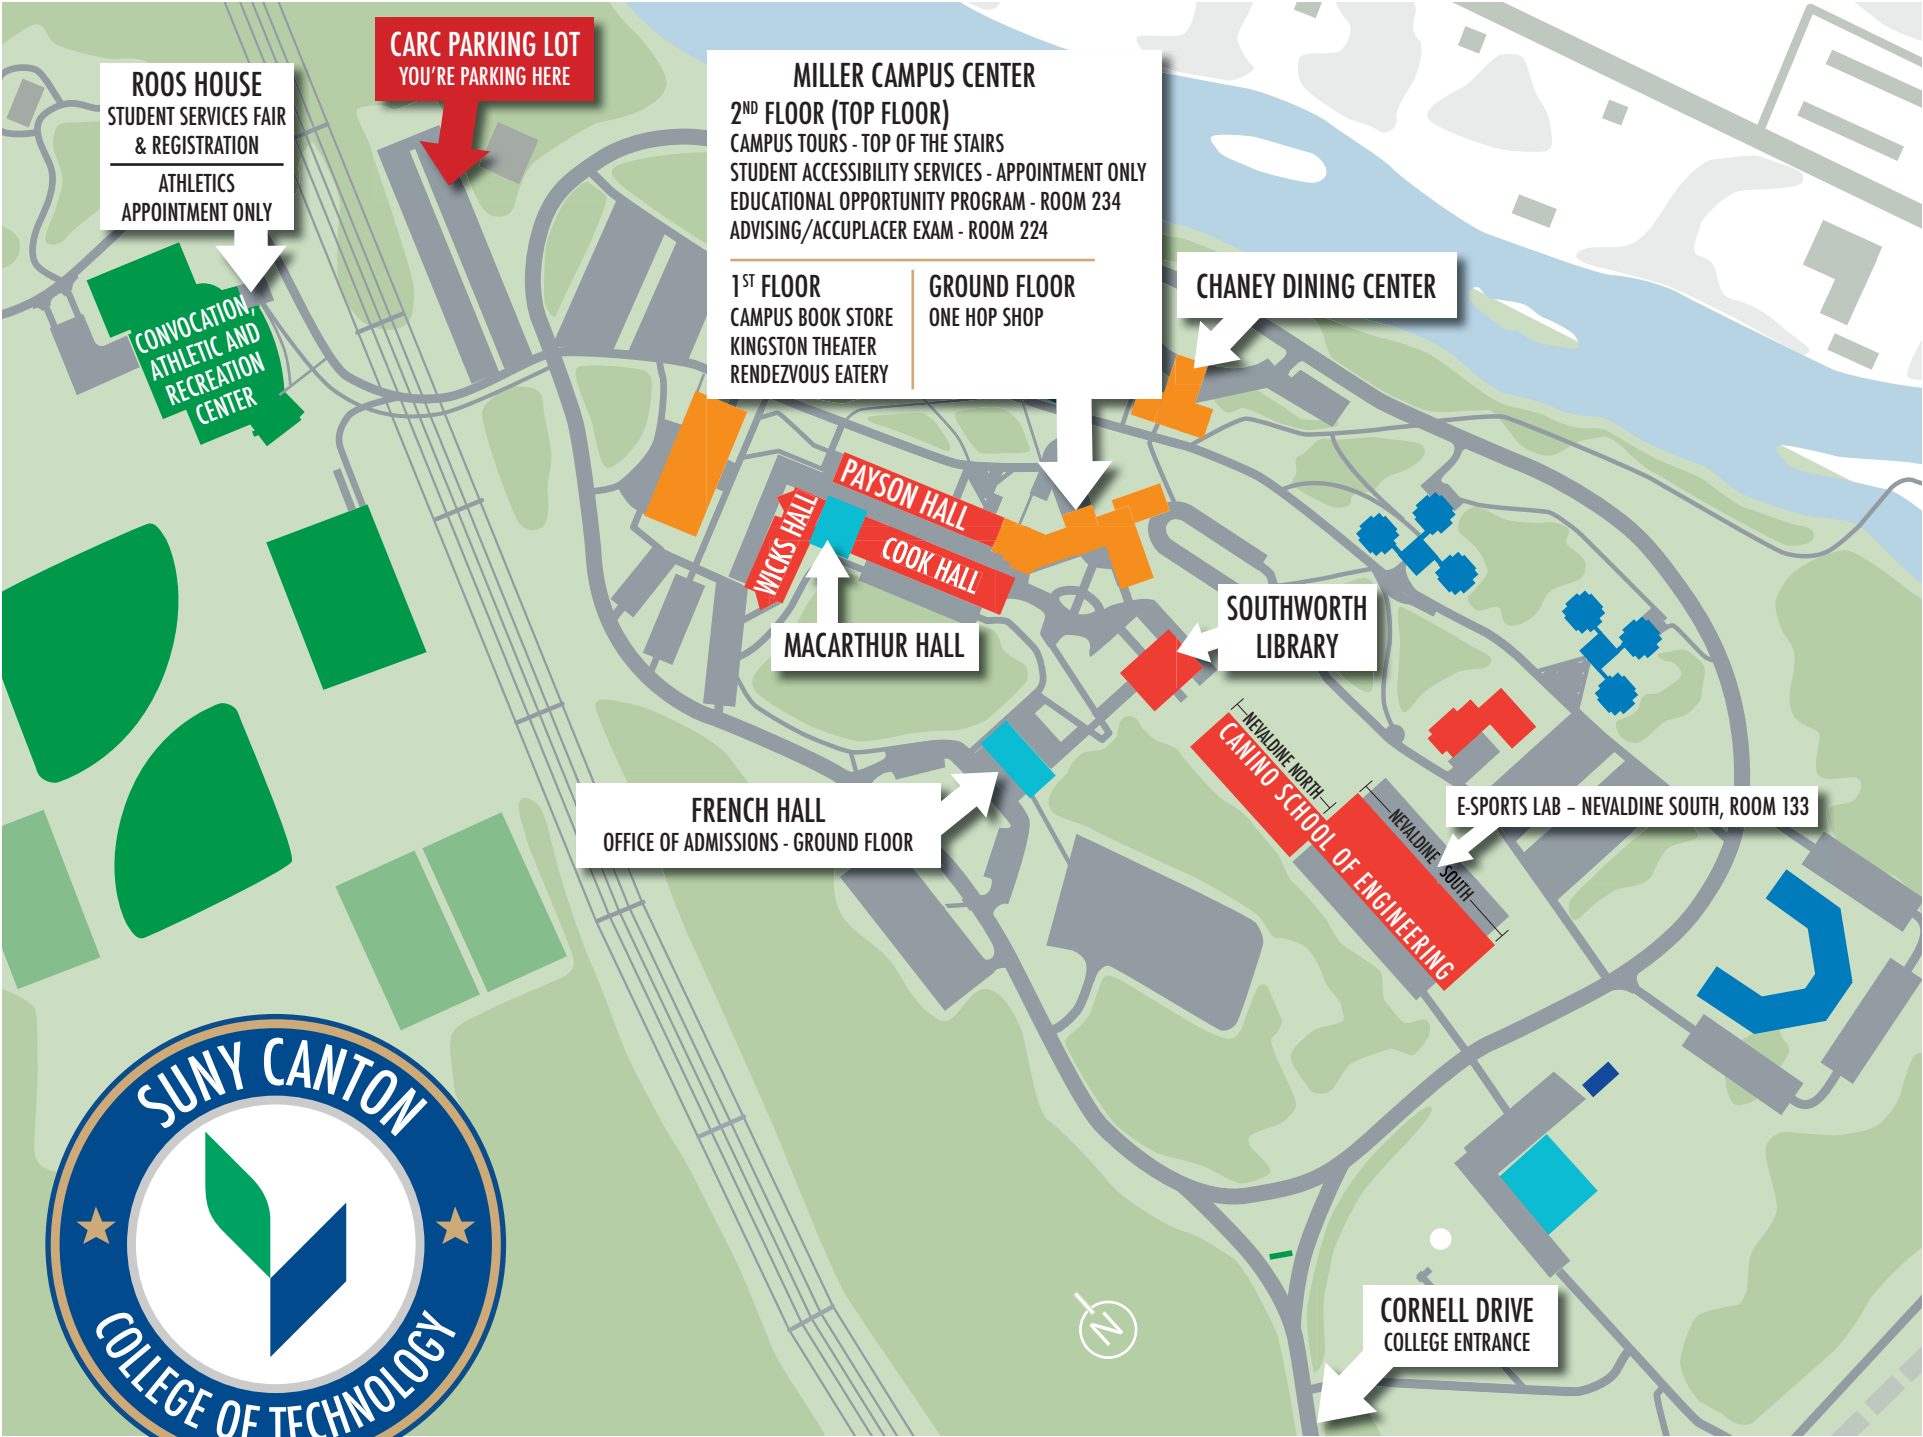 CARC PARKING LOT
YOU'RE PARKING HERE
ROOS HOUSE
STUDENT SERVICES FAIR
& REGISTRATION
ATHLETICS
APPOINTMENT ONLY
MILLER CAMPUS CENTER
2ND FLOOR (TOP FLOOR)
CAMPUS TOURS - TOP OF THE STAIRS
STUDENT ACCESSIBILITY SERVICES - APPOINTMENT ONLY
EDUCATIONAL OPPORTUNITY PROGRAM - ROOM 234
ADVISING/ACCUPLACER EXAM - ROOM 224
1ST FLOOR
CAMPUS BOOK STORE
KINGSTON THEATER
RENDEZVOUS EATERY
GROUND FLOOR
ONE HOP SHOP
CHANEY DINING CENTER
CONVOCATION,
ATHLETIC AND
RECREATION
CENTER
PAYSON HALL
WICKS HALL
COOK HALL
MACARTHUR HALL
SOUTHWORTH
LIBRARY
NEVALDINE NORTH
CANINO SCHOOL OF ENGINEERING
NEVALDINE SOUTH
E-SPORTS LAB – NEVALDINE SOUTH, ROOM 133
FRENCH HALL
OFFICE OF ADMISSIONS - GROUND FLOOR
SUNY CANTON
COLLEGE OF TECHNOLOGY
N
CORNELL DRIVE
COLLEGE ENTRANCE